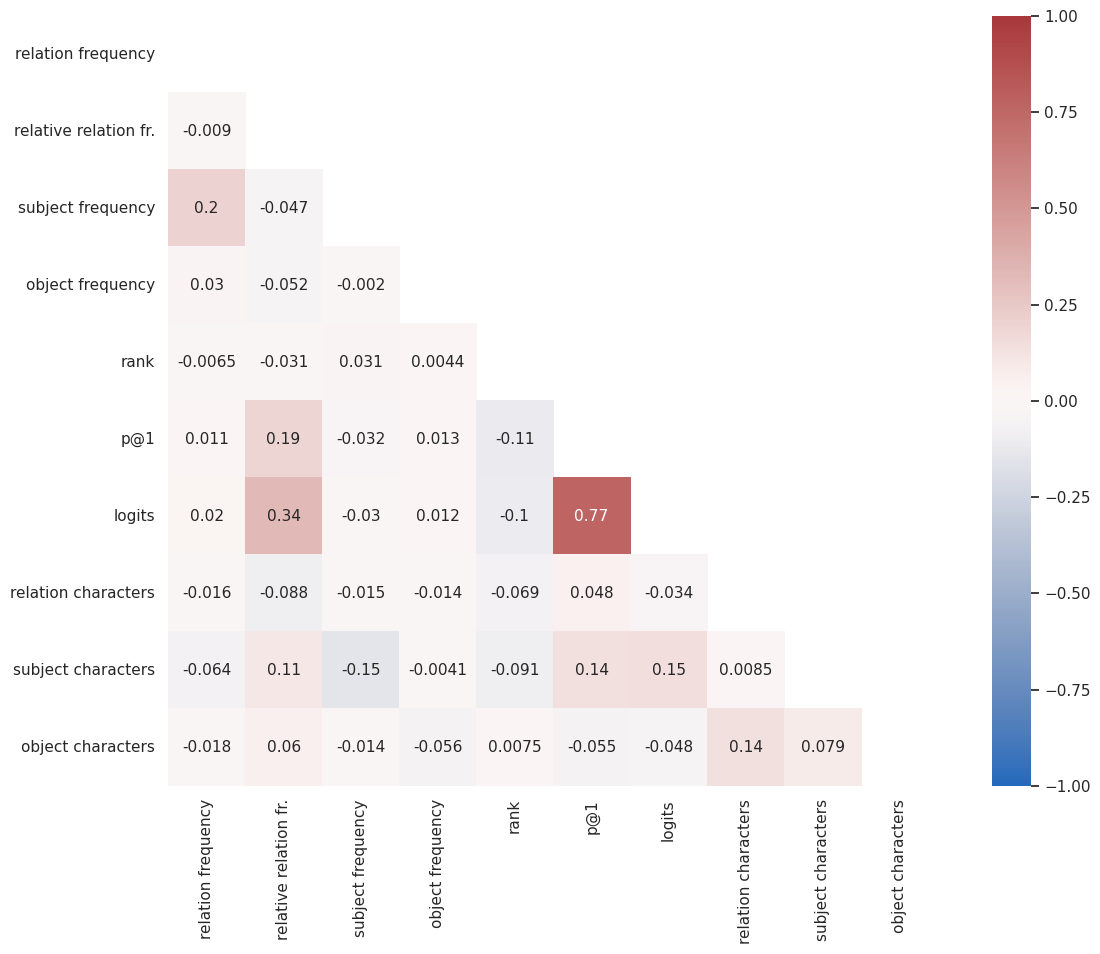 relation frequency
relative relation fr. -0.009
subject frequency 0.2 -0.047
object frequency 0.03 -0.052 -0.002
rank -0.0065 -0.031 0.031 0.0044
p@1 0.011 0.19 -0.032 0.013 -0.11
logits 0.02 0.34 -0.03 0.012 -0.1 0.77
relation characters -0.016 -0.088 -0.015 -0.014 -0.069 0.048 -0.034
subject characters -0.064 0.11 -0.15 -0.0041 -0.091 0.14 0.15 0.0085
object characters -0.018 0.06 -0.014 -0.056 0.0075 -0.055 -0.048 0.14 0.079
relation frequency
relative relation fr.
subject frequency
object frequency
rank
p@1
logits
relation characters
subject characters
object characters
1.00
0.75
0.50
0.25
0.00
−0.25
−0.50
−0.75
−1.00